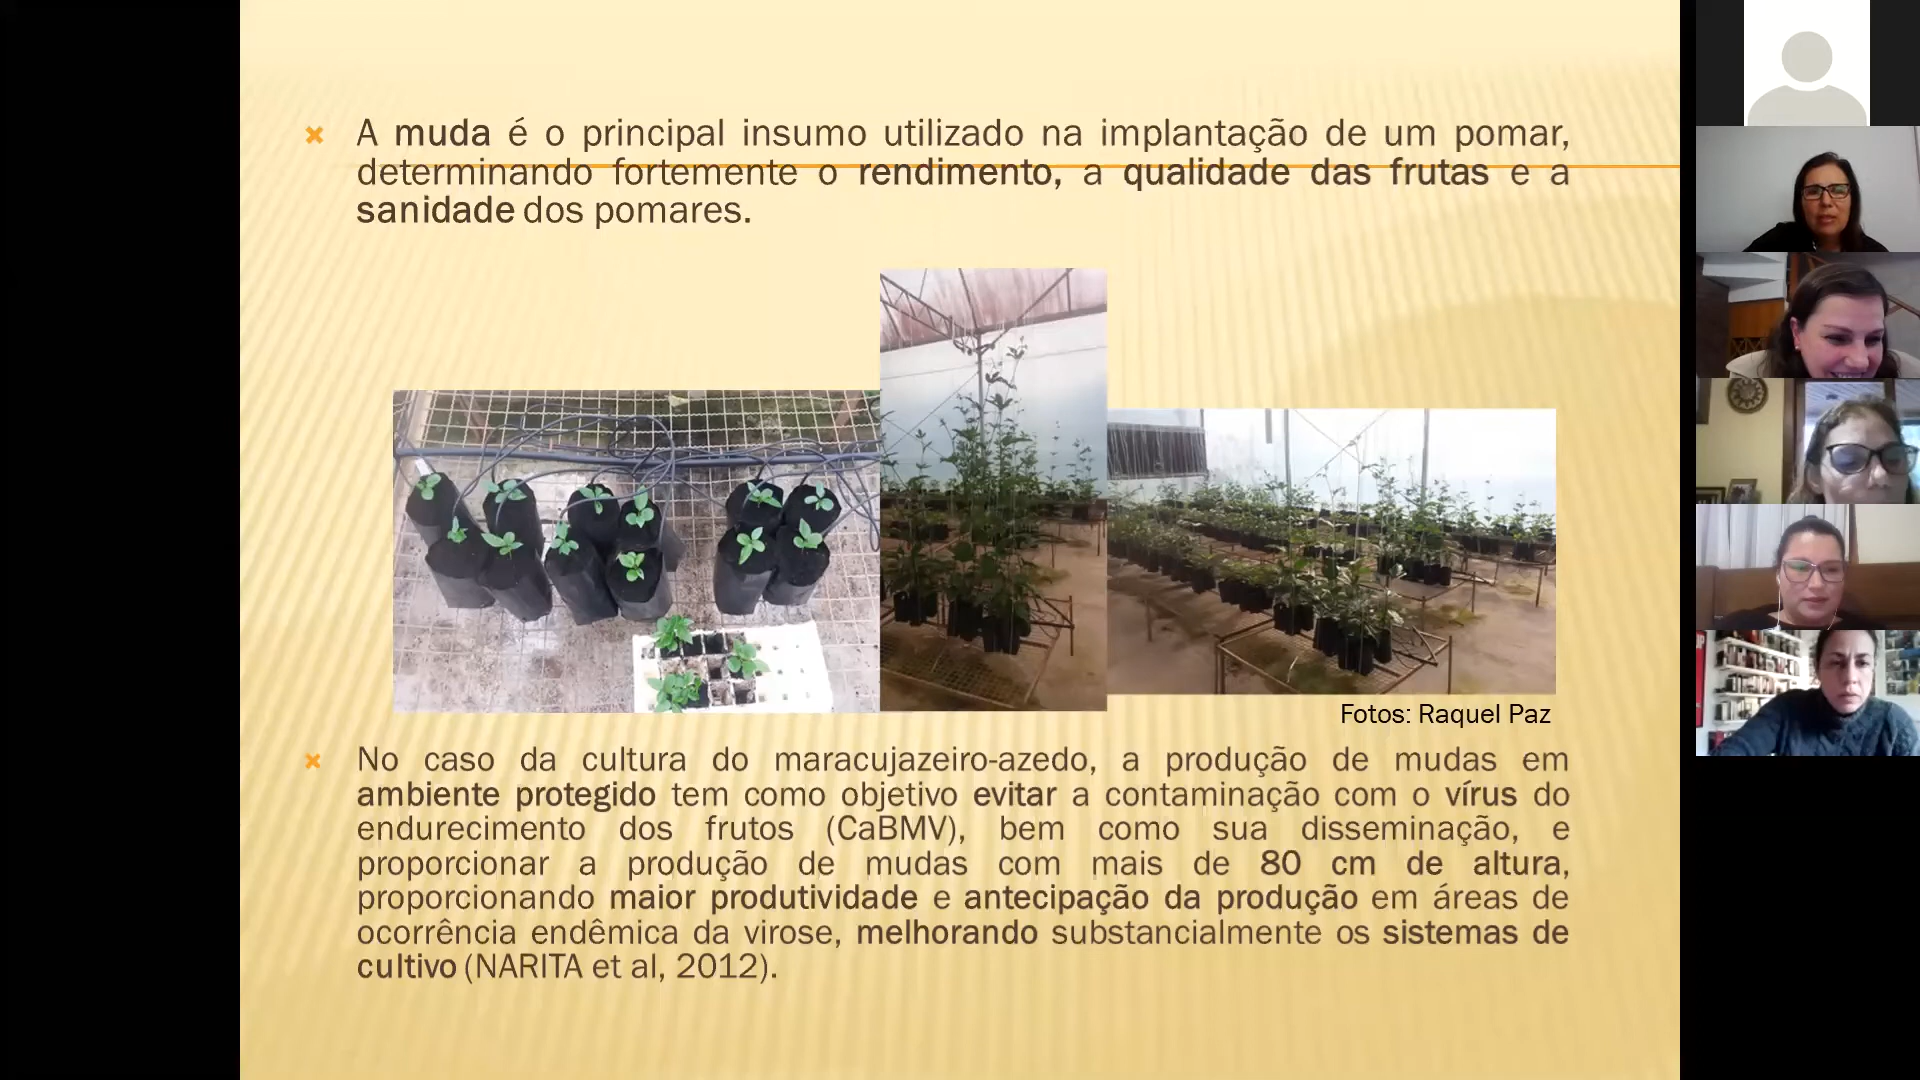 A muda é o principal insumo utilizado na implantação de um pomar,
determinando fortemente o rendimento, a qualidade das frutas e a
sanidade dos pomares.
Fotos: Raquel Paz
No caso da cultura do maracujazeiro-azedo, a produção de mudas em
ambiente protegido tem como objetivo evitar a contaminação com o vírus do
endurecimento dos frutos (CaBMV), bem como sua disseminação, e
proporcionar a produção de mudas com mais de 80 cm de altura,
proporcionando maior produtividade e antecipação da produção em áreas de
ocorrência endêmica da virose, melhorando substancialmente os sistemas de
cultivo (NARITA et al, 2012).